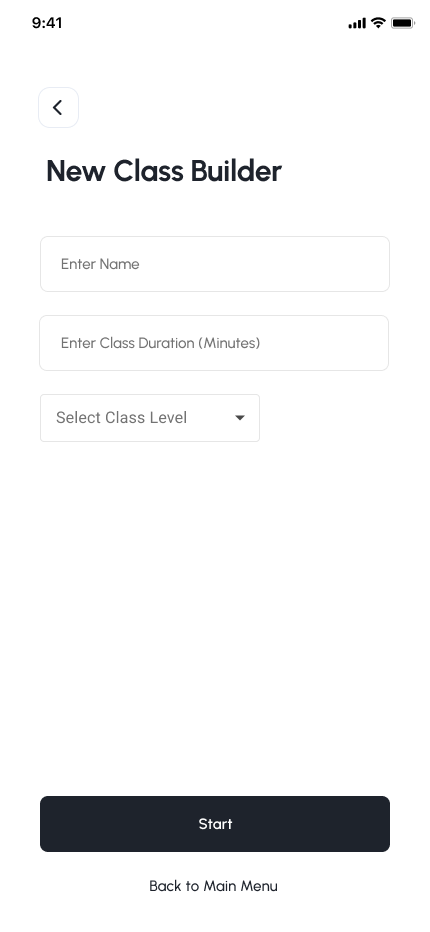 9:41
New Class Builder
Enter Name
Enter Class Duration (Minutes)
Select Class Level
Start
Back to Main Menu